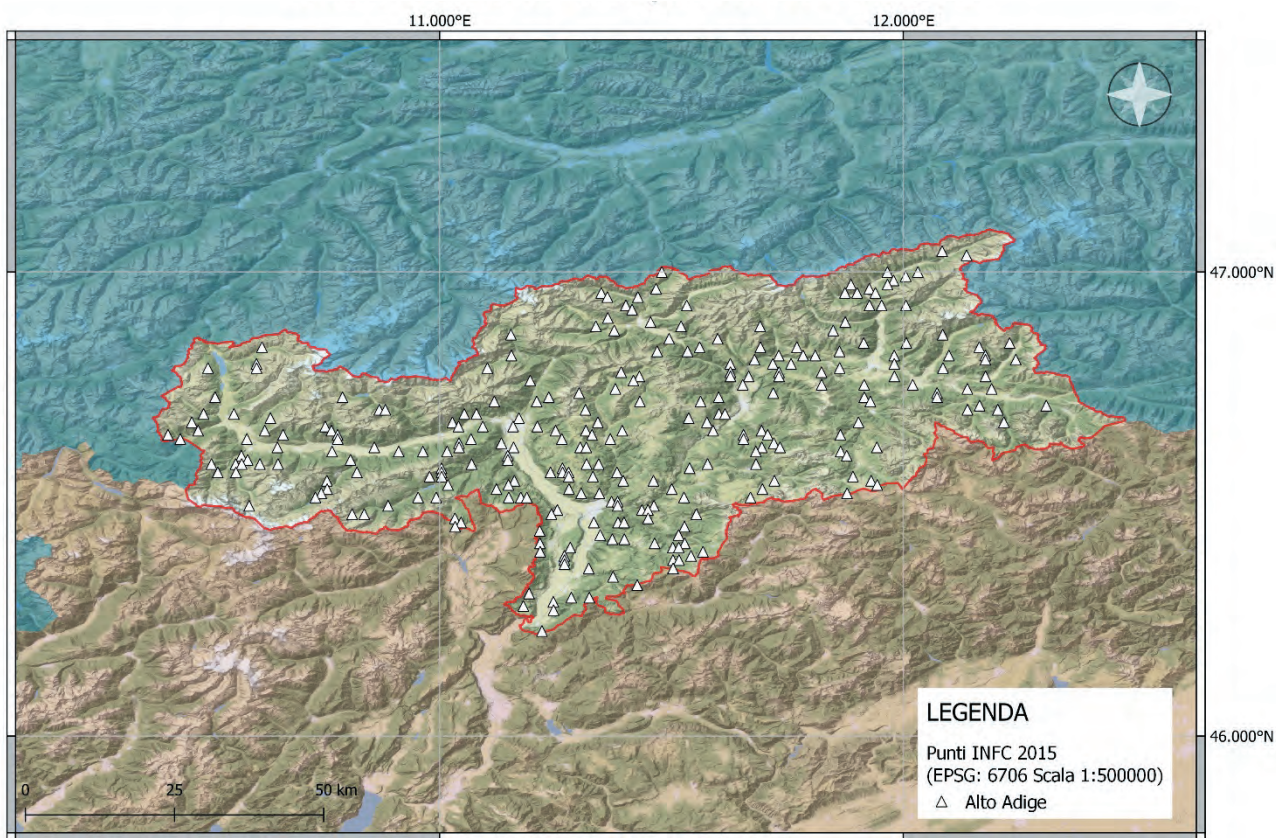 11.000°E
12.000°E
47.000°N
46.000°N
LEGENDA
Punti INFC 2015
(EPSG: 6706 Scala 1:500000)
Alto Adige
0
25
50 km